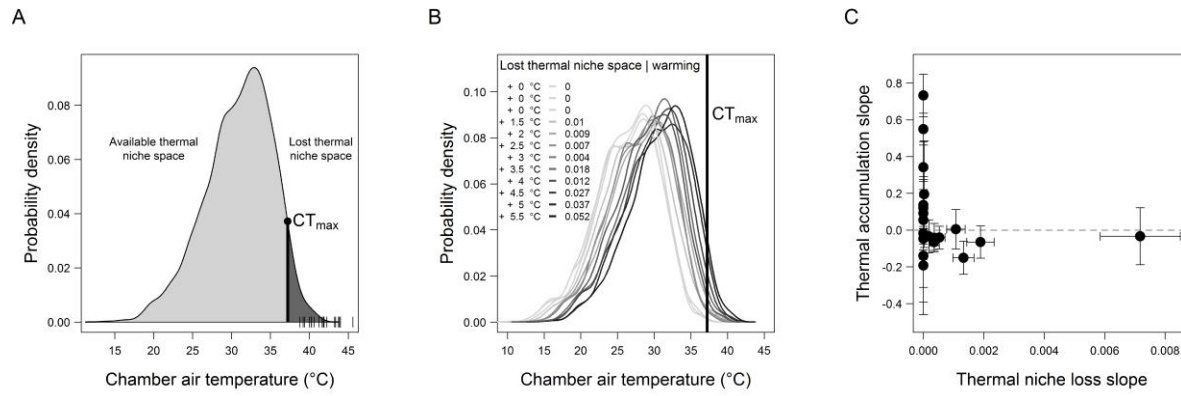 A
Probability density
0.08
0.06
0.04
0.02
0.00
Available thermal
niche space
Lost thermal
niche space
CTmax
15 20 25 30 35 40 45
Chamber air temperature (°C)
B
Probability density
0.10
0.08
0.06
0.04
0.02
0.00
Lost thermal niche space | warming
+ 0 °C 0
+ 0 °C 0
+ 0 °C 0
+ 1.5 °C 0.01
+ 2 °C 0.009
+ 2.5 °C 0.007
+ 3 °C 0.004
+ 3.5 °C 0.018
+ 4 °C 0.012
+ 4.5 °C 0.027
+ 5 °C 0.037
+ 5.5 °C 0.052
CTmax
10 15 20 25 30 35 40 45
Chamber air temperature (°C)
C
Thermal accumulation slope
0.8
0.6
0.4
0.2
0.0
-0.2
-0.4
0.000 0.002 0.004 0.006 0.008
Thermal niche loss slope